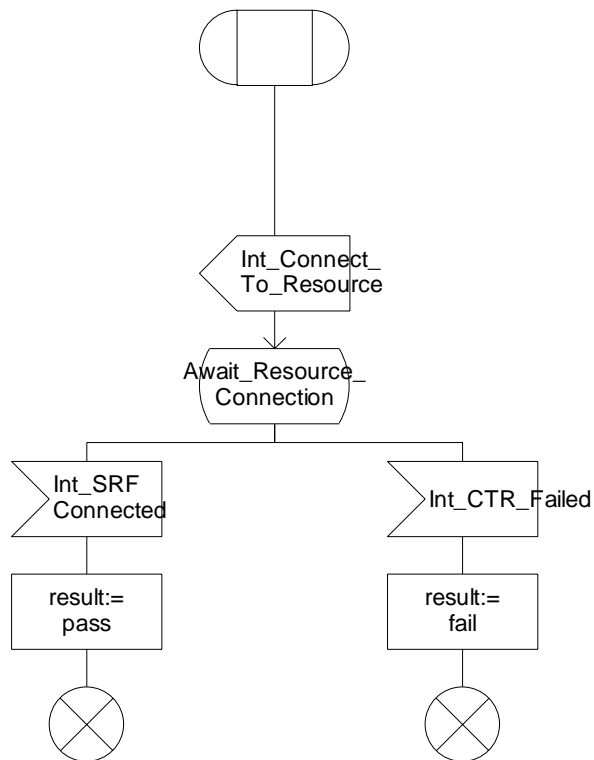 Int_Connect_
To_Resource
Await_Resource_
Connection
Int_SRF
Connected
Int_CTR_Failed
result:=
pass
result:=
fail